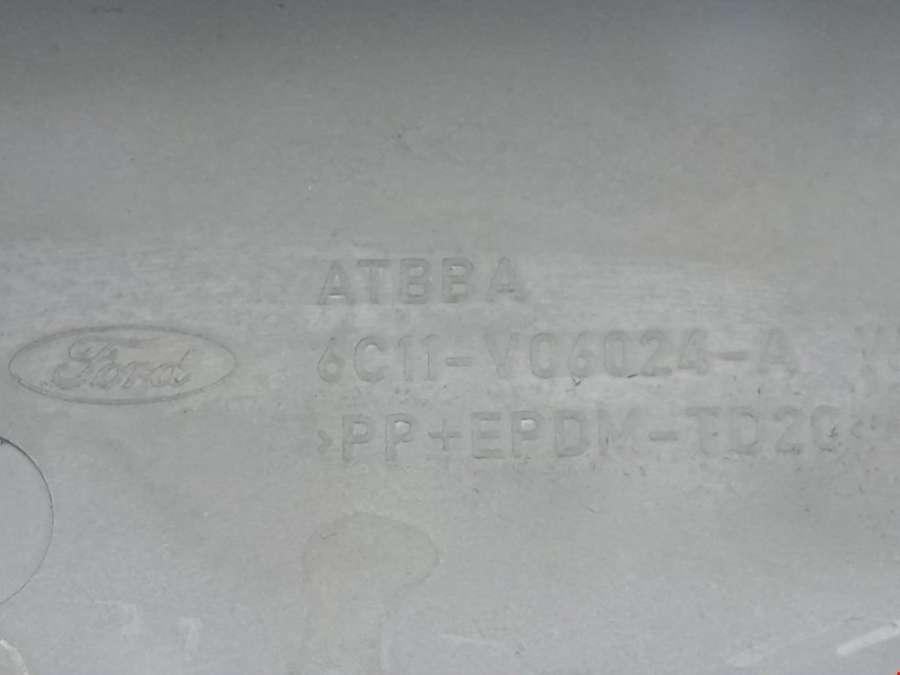 ATBBA
Ford
6C11-V06024-A
>PP+EPDM-TD20<